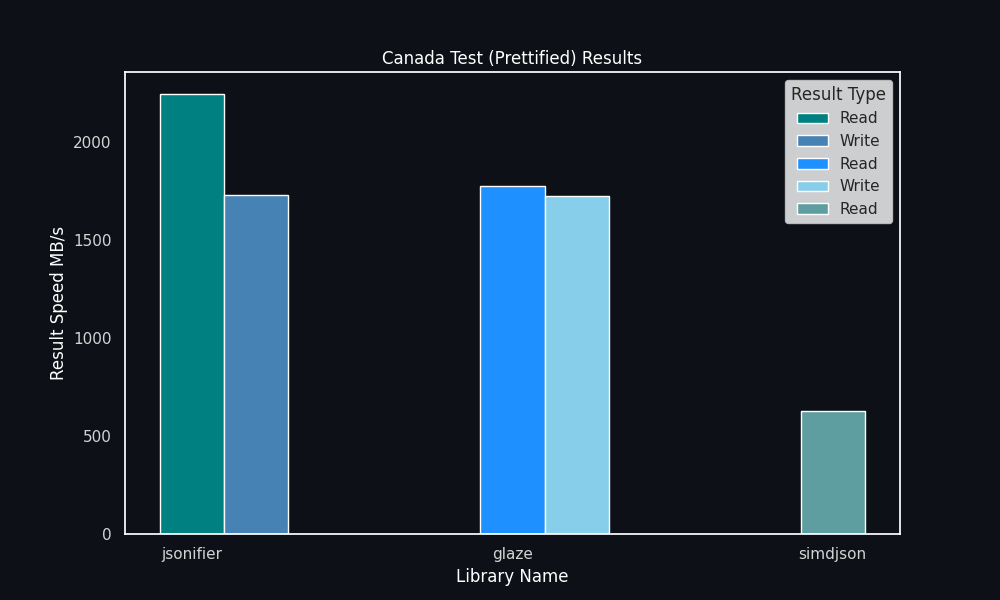 Canada Test (Prettified) Results
Result Type
Read
Write
Read
Write
Read
Result Speed MB/s
2000
1500
1000
500
0
jsonifier
glaze
simdjson
Library Name